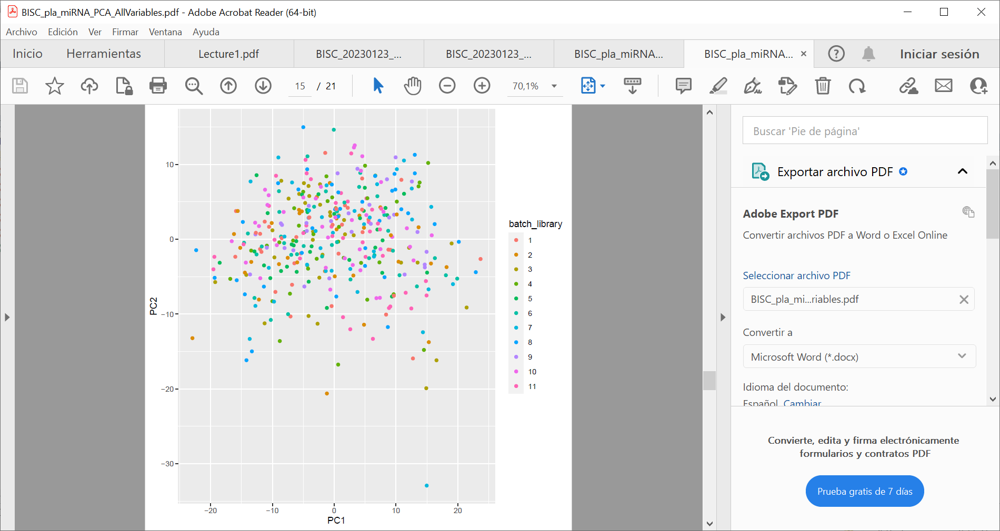 BISC_pla_miRNA_PCA_AllVariables.pdf - Adobe Acrobat Reader (64-bit)
Archivo Edición Ver Firmar Ventana Ayuda
Inicio Herramientas Lecture1.pdf BISC_20230123_... BISC_20230123_... BISC_pla_miRNA... BISC_pla_miRNA... × ? Iniciar sesión
15 / 21 70,1%
Buscar 'Pie de página'
Exportar archivo PDF
Adobe Export PDF
Convertir archivos PDF a Word o Excel Online
Seleccionar archivo PDF
BISC_pla_mi...riables.pdf
Convertir a
Microsoft Word (*.docx)
Idioma del documento:
Español Cambiar
Convierte, edita y firma electrónicamente
formularios y contratos PDF
Prueba gratis de 7 días
PC2
10
0
−10
−20
−30
−20 −10 0 10 20
PC1
batch_library
1
2
3
4
5
6
7
8
9
10
11